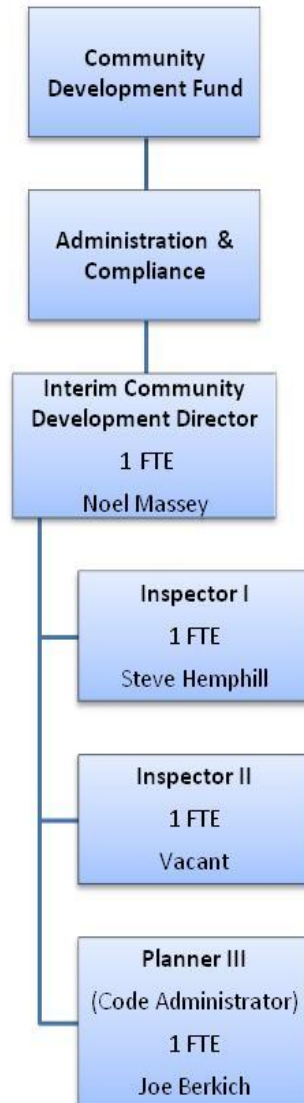 Community
Development Fund
Administration &
Compliance
Interim Community
Development Director
1 FTE
Noel Massey
Inspector I
1 FTE
Steve Hemphill
Inspector II
1 FTE
Vacant
Planner III
(Code Administrator)
1 FTE
Joe Berkich